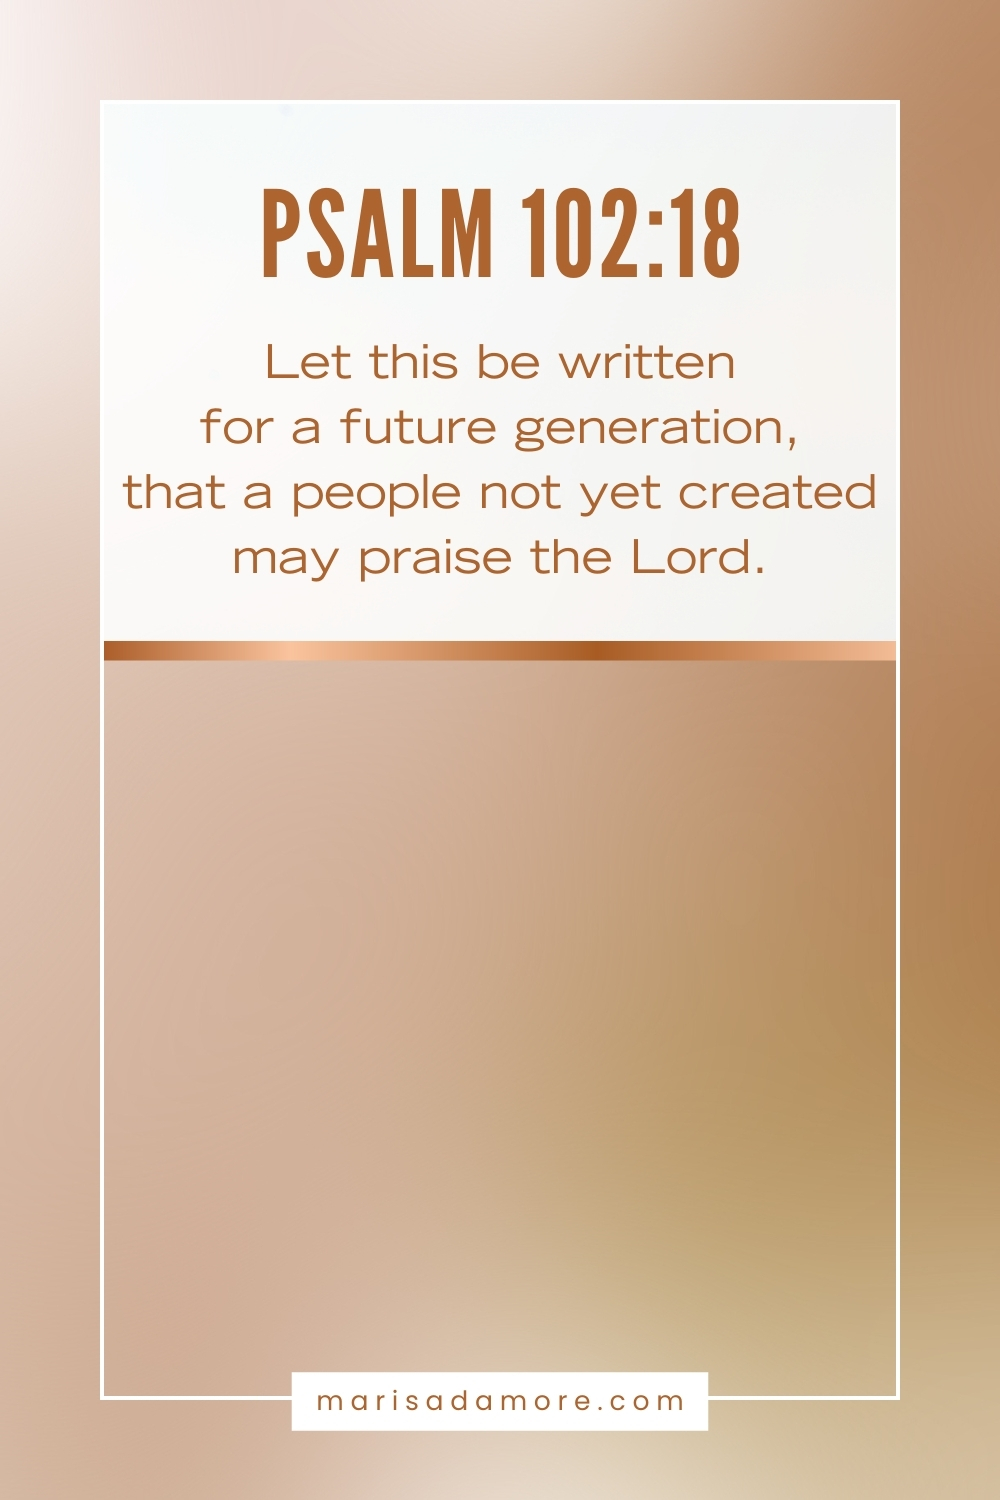 PSALM 102:18
Let this be written
for a future generation,
that a people not yet created
may praise the Lord.
marisadamore.com